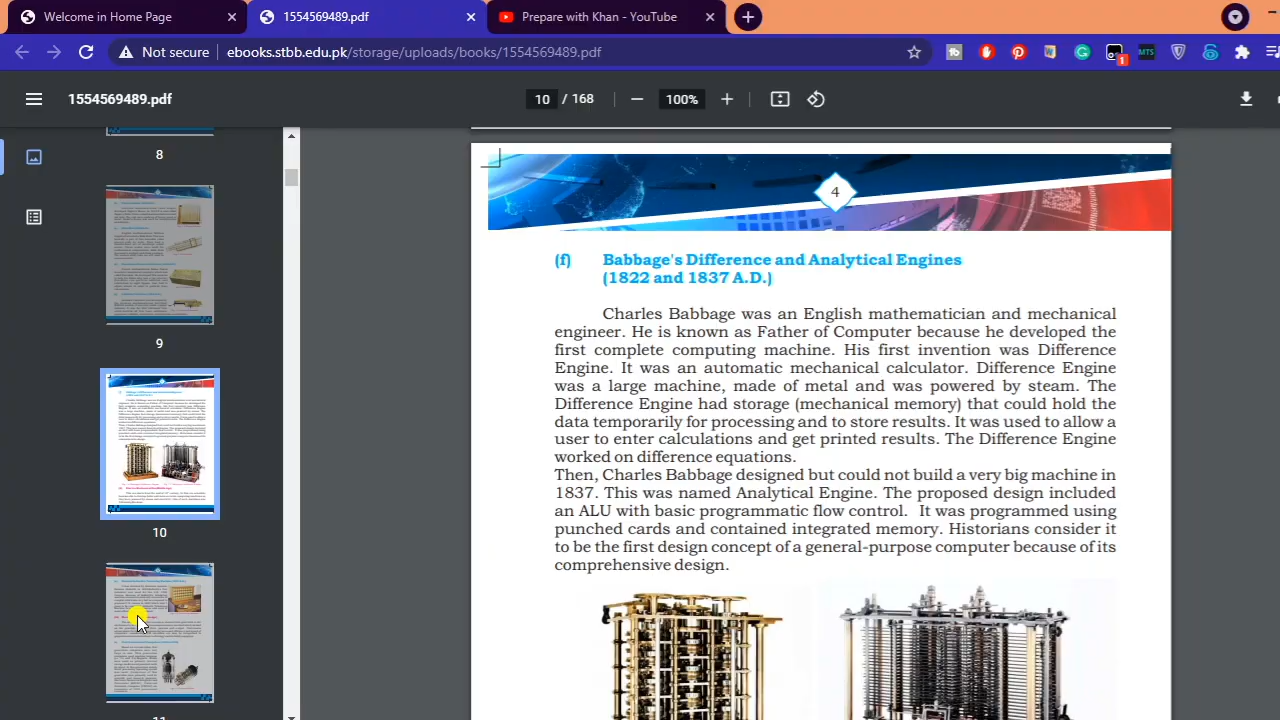 Welcome in Home Page
1554569489.pdf
Prepare with Khan - YouTube
Not secure
ebooks.stbb.edu.pk/storage/uploads/books/1554569489.pdf
1554569489.pdf
10 / 168
100%
8
9
10
4
(f) Babbage's Difference and Analytical Engines
(1822 and 1837 A.D.)
Charles Babbage was an English mathematician and mechanical
engineer. He is known as Father of Computer because he developed the
first complete computing machine. His first invention was Difference
Engine. It was an automatic mechanical calculator. Difference Engine
was a large machine, made of metal and was powered by steam. The
Difference Engine had storage (mechanical memory) that could hold the
data temporarily for processing and to store results. It was used to allow a
user to enter calculations and get printed results. The Difference Engine
worked on difference equations.
Then, Charles Babbage designed but could not build a very big machine in
1837. This was named Analytical Engine. The proposed design included
an ALU with basic programmatic flow control. It was programmed using
punched cards and contained integrated memory. Historians consider it
to be the first design concept of a general-purpose computer because of its
comprehensive design.